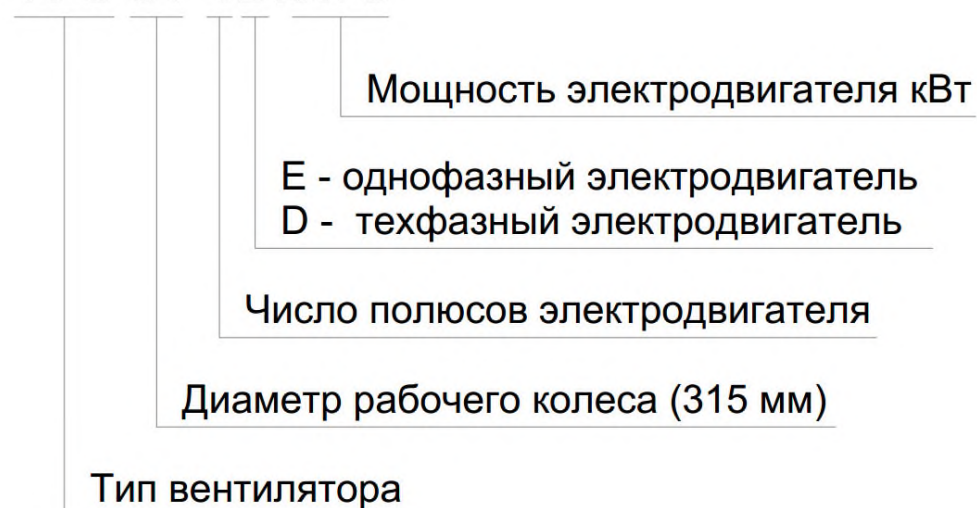 Мощность электродвигателя кВт
E - однофазный электродвигатель
D - техфазный электродвигатель
Число полюсов электродвигателя
Диаметр рабочего колеса (315 мм)
Тип вентилятора